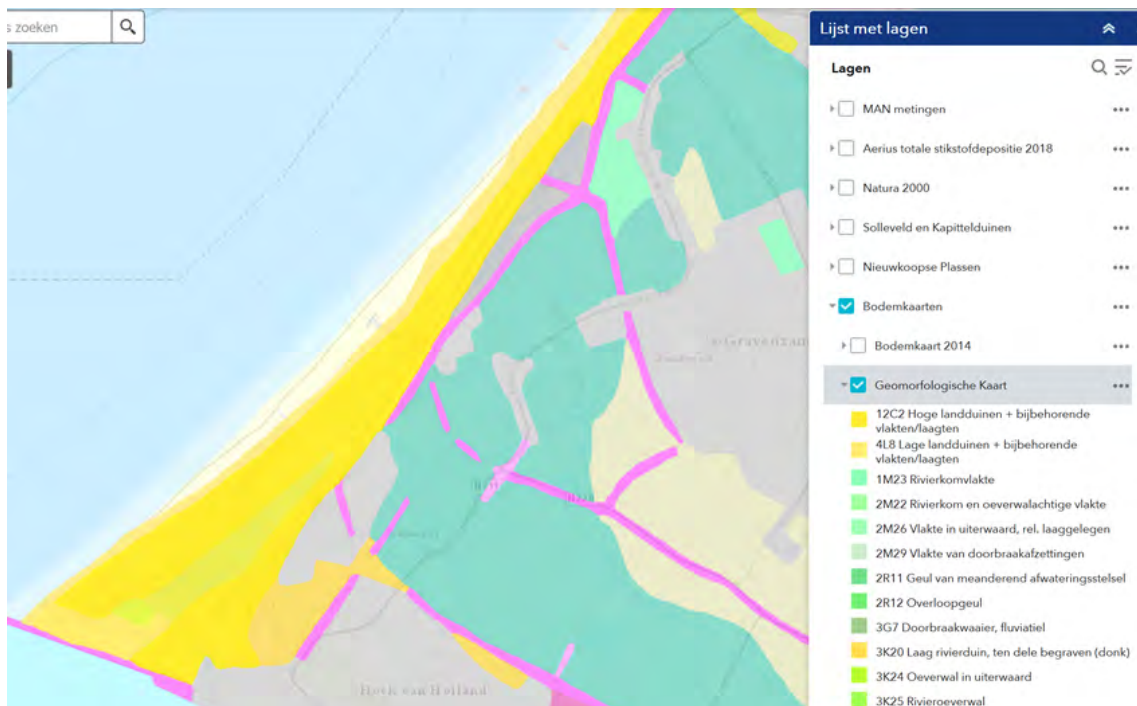 s zoeken
Lijst met lagen
Lagen
MAN metingen
Aerius totale stikstofdepositie 2018
Natura 2000
Solleveld en Kapittelduinen
Nieuwkoopse Plassen
Bodemkaarten
Bodemkaart 2014
Geomorfologische Kaart
12C2 Hoge landduinen + bijbehorende
vlakten/laagten
4L8 Lage landduinen + bijbehorende
vlakten/laagten
1M23 Rivierkomvlakte
2M22 Rivierkom en oeverwalachtige vlakte
2M26 Vlakte in uiterwaard, rel. laaggelegen
2M29 Vlakte van doorbraakafzettingen
2R11 Geul van meanderend afwateringsstelsel
2R12 Overloopgeul
3G7 Doorbraakwaaier, fluviatiel
3K20 Laag rivierduin, ten dele begraven (donk)
3K24 Oeverwal in uiterwaard
3K25 Rivieroeverwal
's-Gravenzan
Hoek van Holland